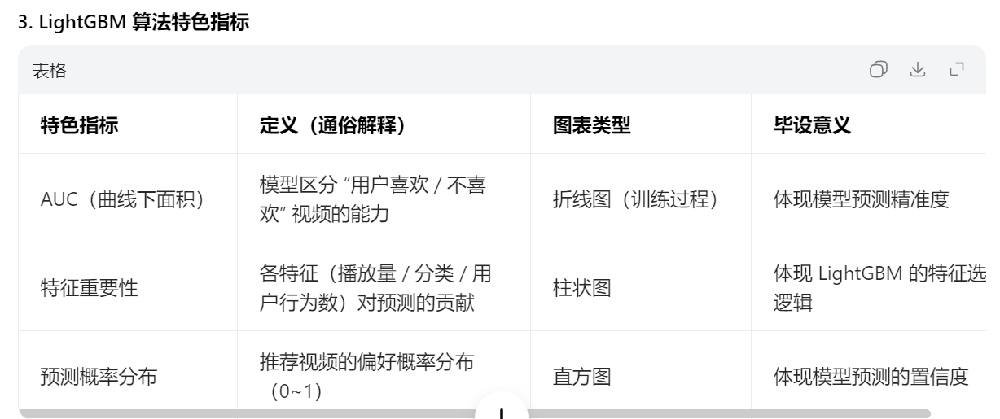 3. LightGBM 算法特色指标
表格
特色指标
定义（通俗解释）
图表类型
毕设意义
AUC（曲线下面积）
模型区分 “用户喜欢 / 不喜
欢” 视频的能力
折线图（训练过程）
体现模型预测精准度
特征重要性
各特征（播放量 / 分类 / 用
户行为数）对预测的贡献
柱状图
体现 LightGBM 的特征选
逻辑
预测概率分布
推荐视频的偏好概率分布
（0~1）
直方图
体现模型预测的置信度